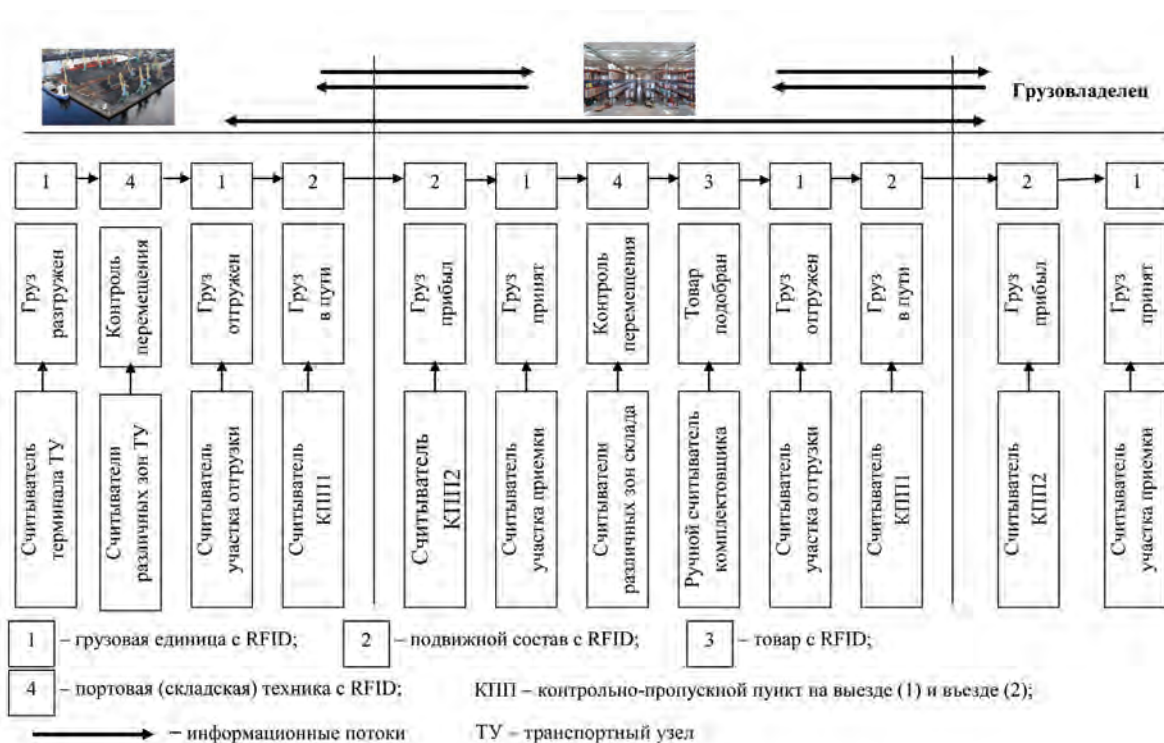 Грузовладелец
1
4
1
2
2
1
4
3
1
2
2
1
Груз
разгружен
Контроль
перемещения
Груз
отгружен
Груз
в пути
Груз
прибыл
Груз
принят
Контроль
перемещения
Товар
подобран
Груз
отгружен
Груз
в пути
Груз
прибыл
Груз
принят
Считыватель
терминала ТУ
Считыватели
различных зон ТУ
Считыватель
участка отгрузки
Считыватель
КПП1
Считыватель
КПП2
Считыватель
участка приемки
Считыватели
различных зон склада
Ручной считыватель
комплектовщика
Считыватель
участка отгрузки
Считыватель
КПП1
Считыватель
КПП2
Считыватель
участка приемки
1 – грузовая единица с RFID;
2 – подвижной состав с RFID;
3 – товар с RFID;
4 – портовая (складская) техника с RFID;
КПП – контрольно-пропускной пункт на выезде (1) и въезде (2);
– информационные потоки
ТУ – транспортный узел